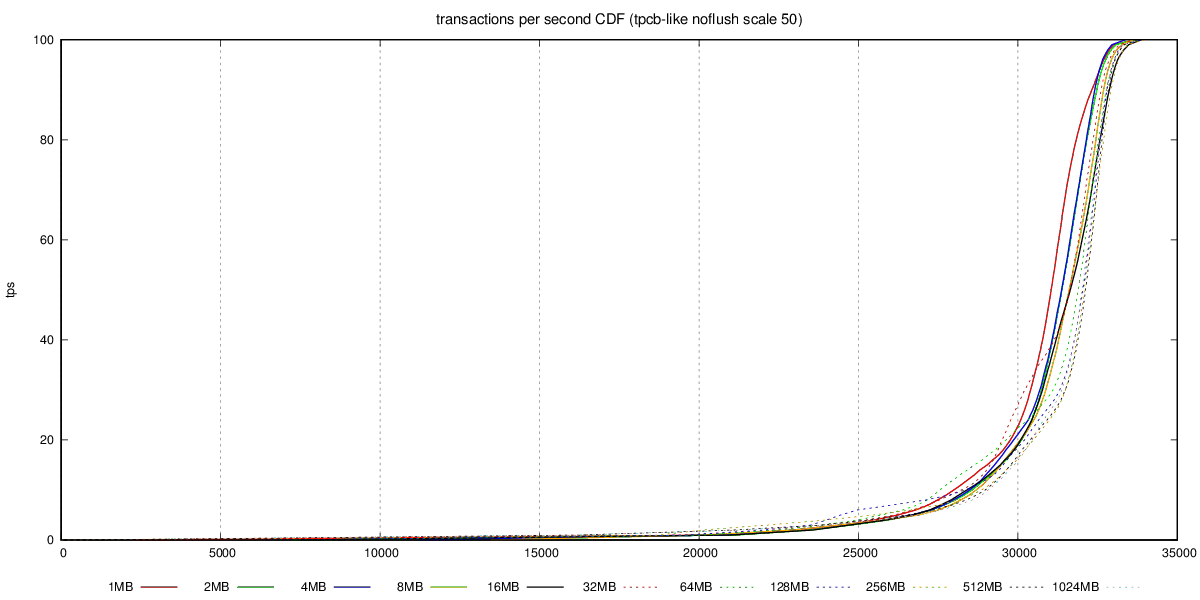 transactions per second CDF (tpcb-like noflush scale 50)
100
80
60
40
20
0
tps
0 5000 10000 15000 20000 25000 30000 35000
1MB 2MB 4MB 8MB 16MB 32MB 64MB 128MB 256MB 512MB 1024MB